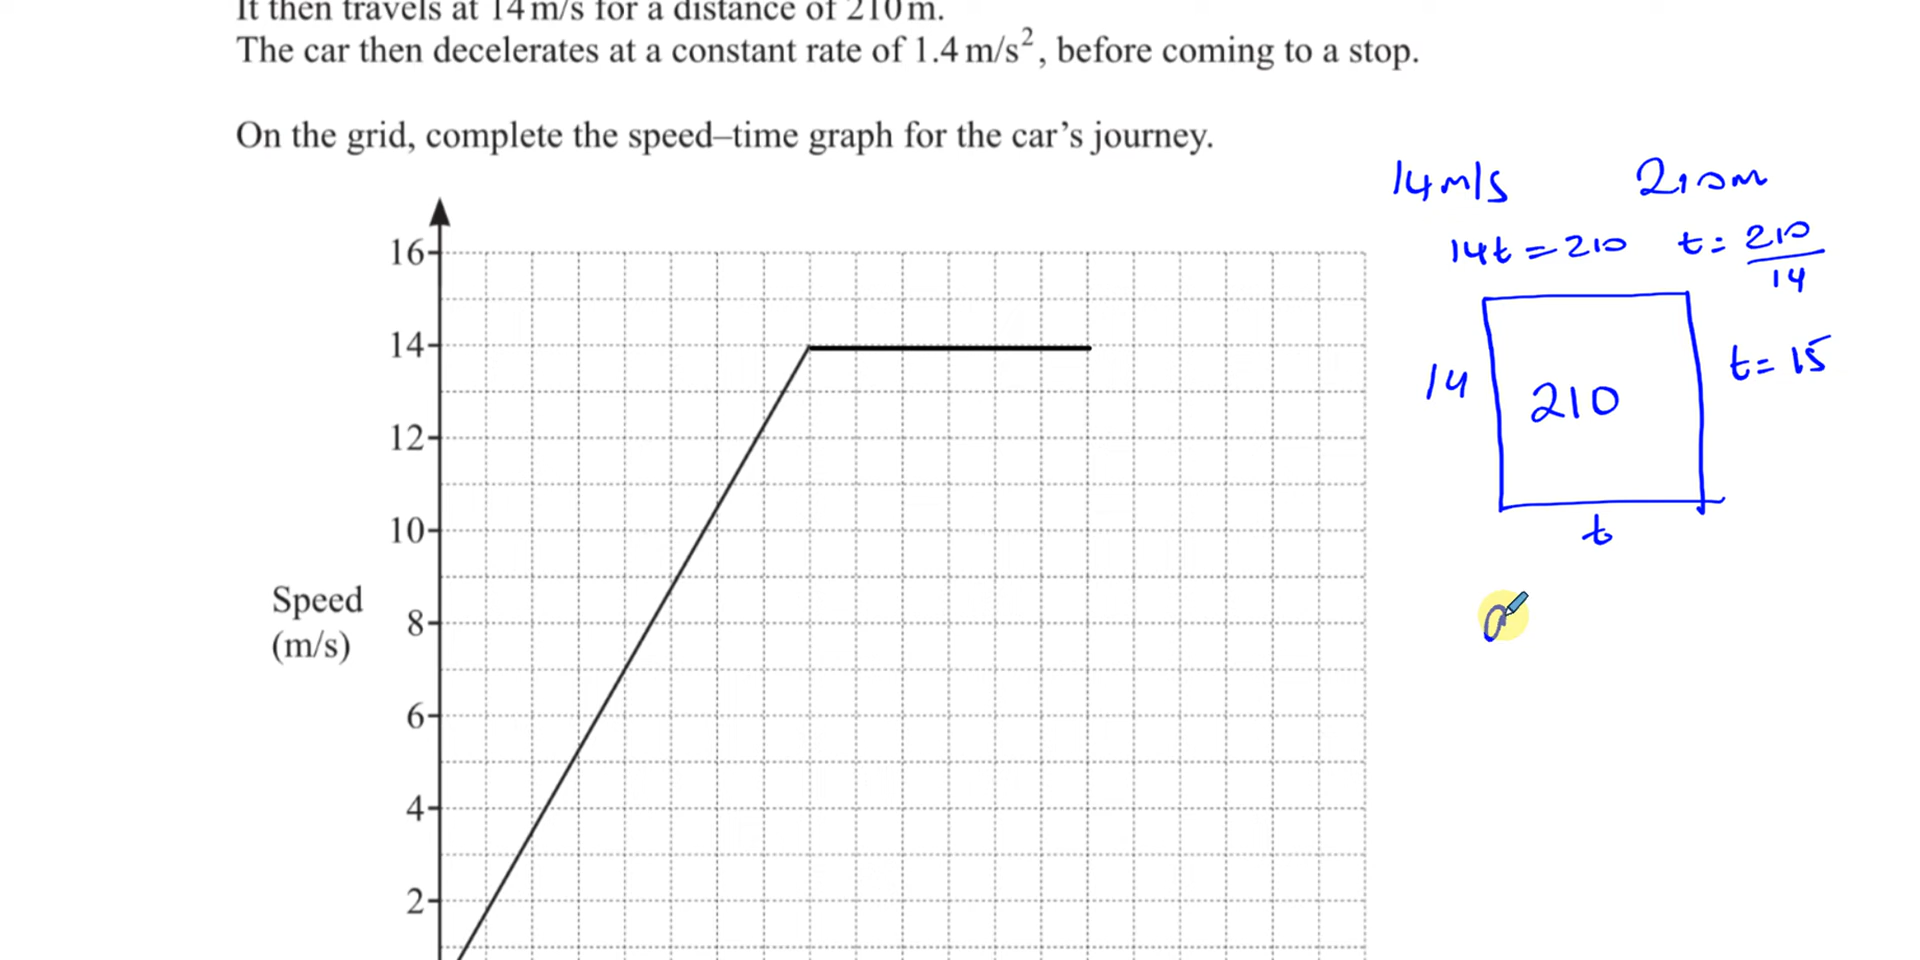 It then travels at 14 m/s for a distance of 210 m.
The car then decelerates at a constant rate of 1.4 m/s², before coming to a stop.
On the grid, complete the speed–time graph for the car’s journey.
14 m/s 210m
14t = 210 t = 210/14
16
14
12
10
8
6
4
2
Speed
(m/s)
14
210
t = 15
t